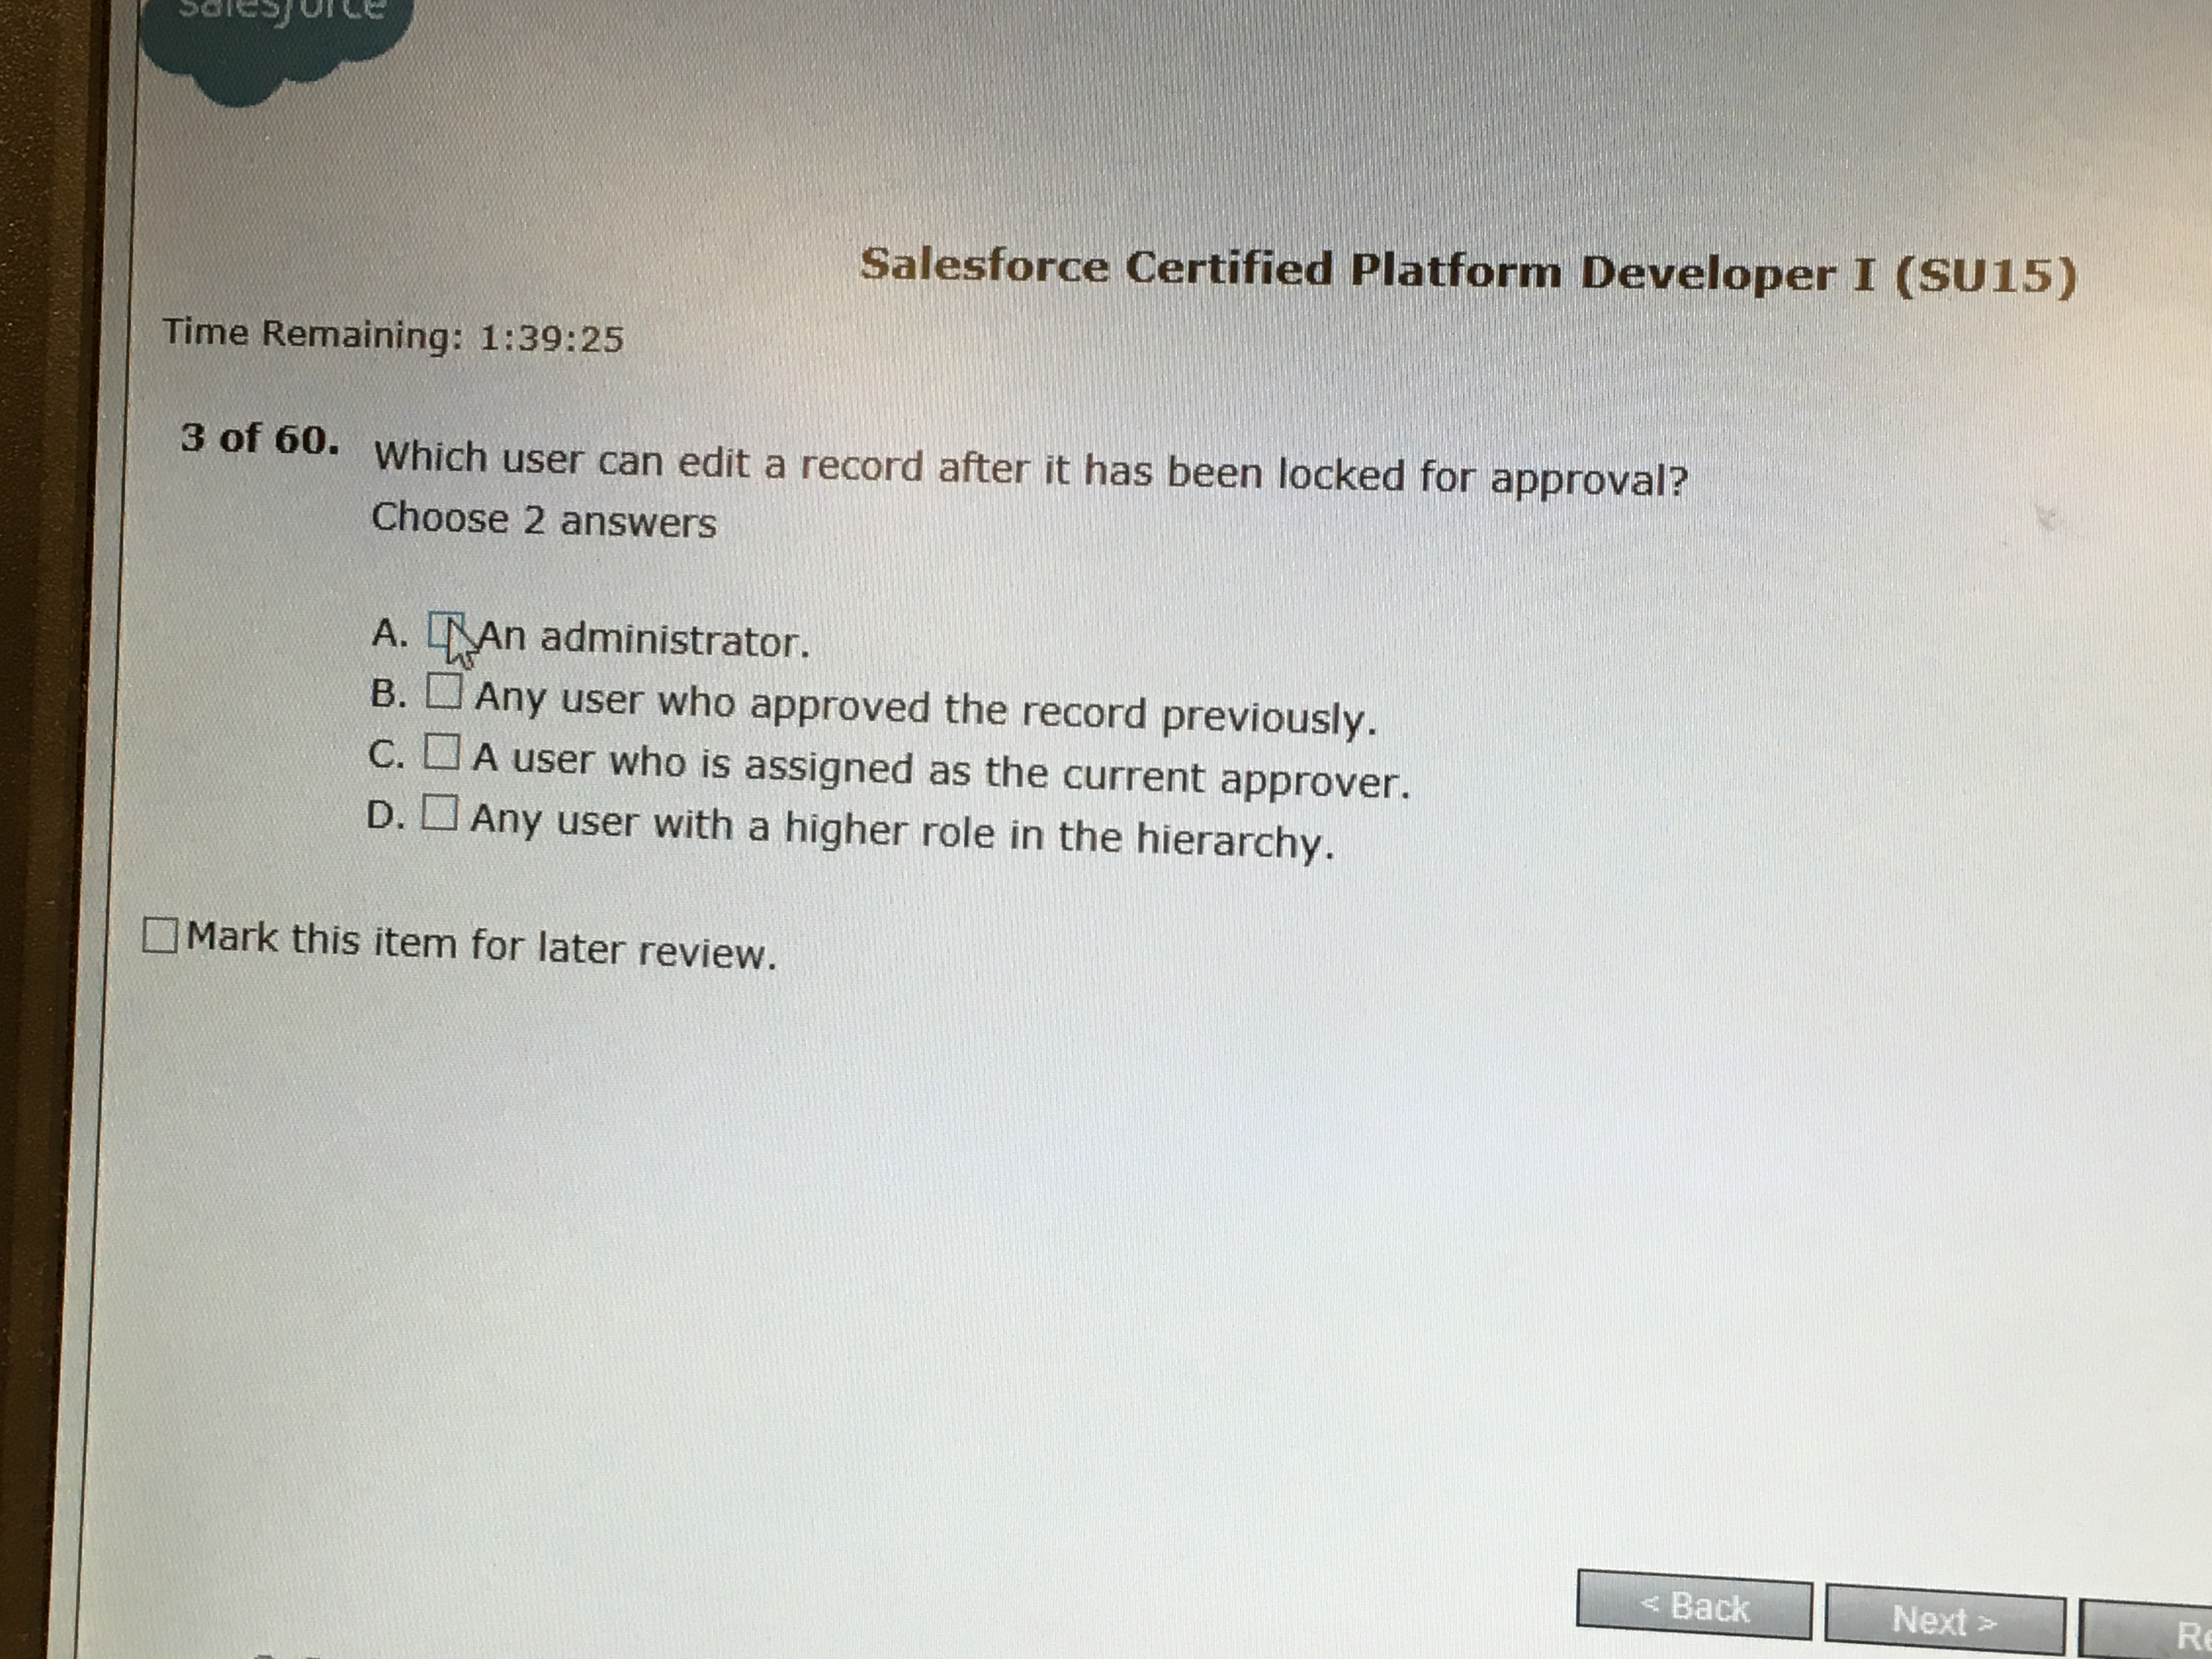 salesforce
Salesforce Certified Platform Developer I (SU15)
Time Remaining: 1:39:25
3 of 60. Which user can edit a record after it has been locked for approval?
Choose 2 answers
A. An administrator.
B. Any user who approved the record previously.
C. A user who is assigned as the current approver.
D. Any user with a higher role in the hierarchy.
Mark this item for later review.
< Back Next >